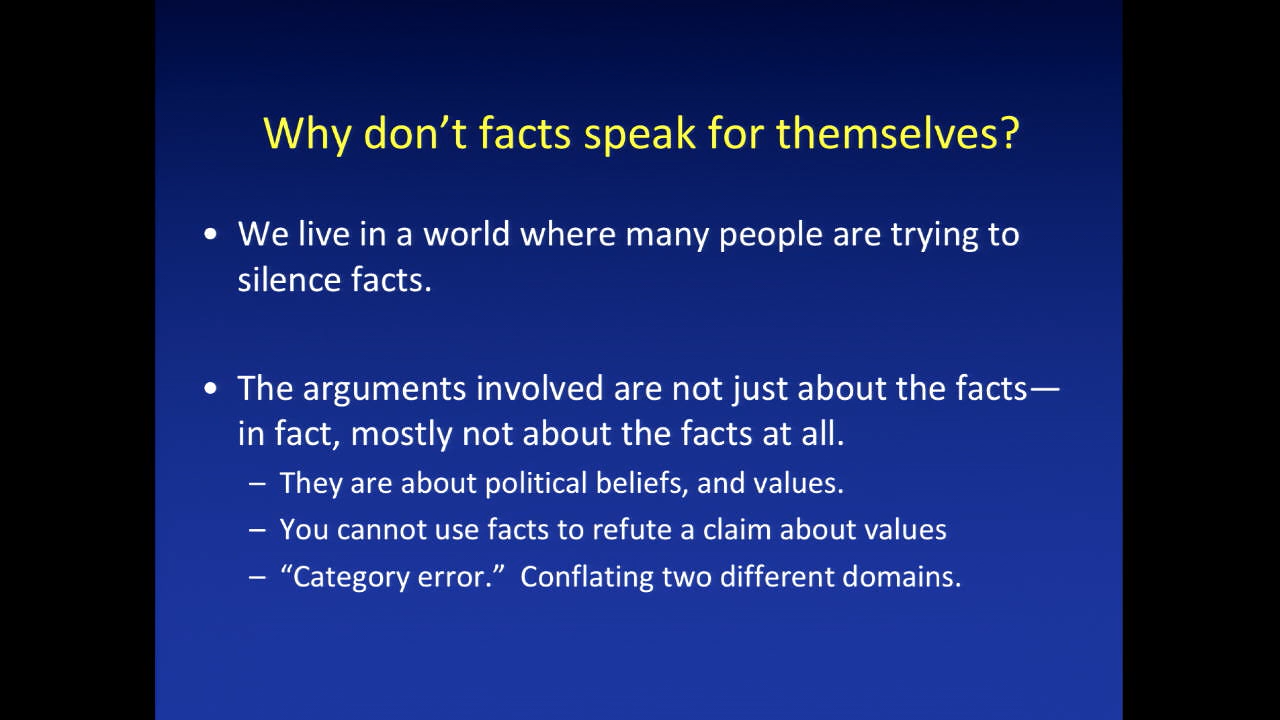 Why don’t facts speak for themselves?
• We live in a world where many people are trying to
silence facts.
• The arguments involved are not just about the facts—
in fact, mostly not about the facts at all.
– They are about political beliefs, and values.
– You cannot use facts to refute a claim about values
– “Category error.”  Conflating two different domains.